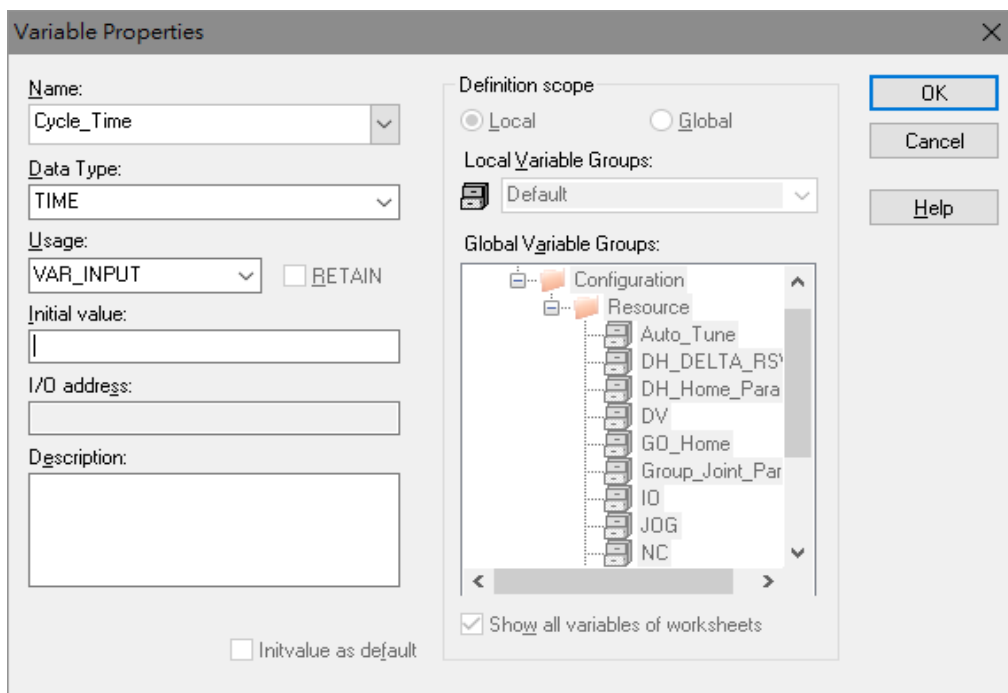 Variable Properties
Name:
Cycle_Time
Data Type:
TIME
Usage:
VAR_INPUT
RETAIN
Initial value:
I/O address:
Description:
Initvalue as default
Definition scope
Local
Global
Local Variable Groups:
Default
Global Variable Groups:
Configuration
Resource
Auto_Tune
DH_DELTA_RS
DH_Home_Para
DV
GO_Home
Group_Joint_Par
IO
JOG
NC
Show all variables of worksheets
OK
Cancel
Help